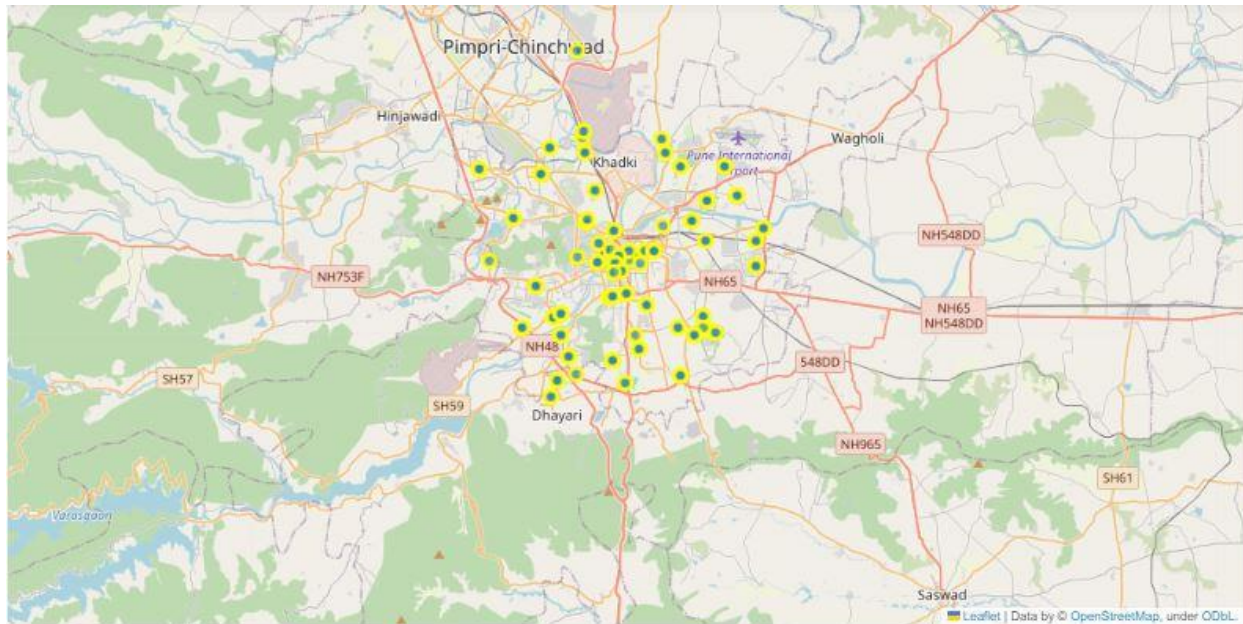 Pimpri-Chinchwad
Hinjawadi
Wagholi
Khadki
Pune International
NH548DD
NH753F
NH65
NH65
NH548DD
NH48
548DD
SH57
SH59
Dhayari
NH965
SH61
Varasgaon
Saswad
Leaflet | Data by © OpenStreetMap, under ODbL.